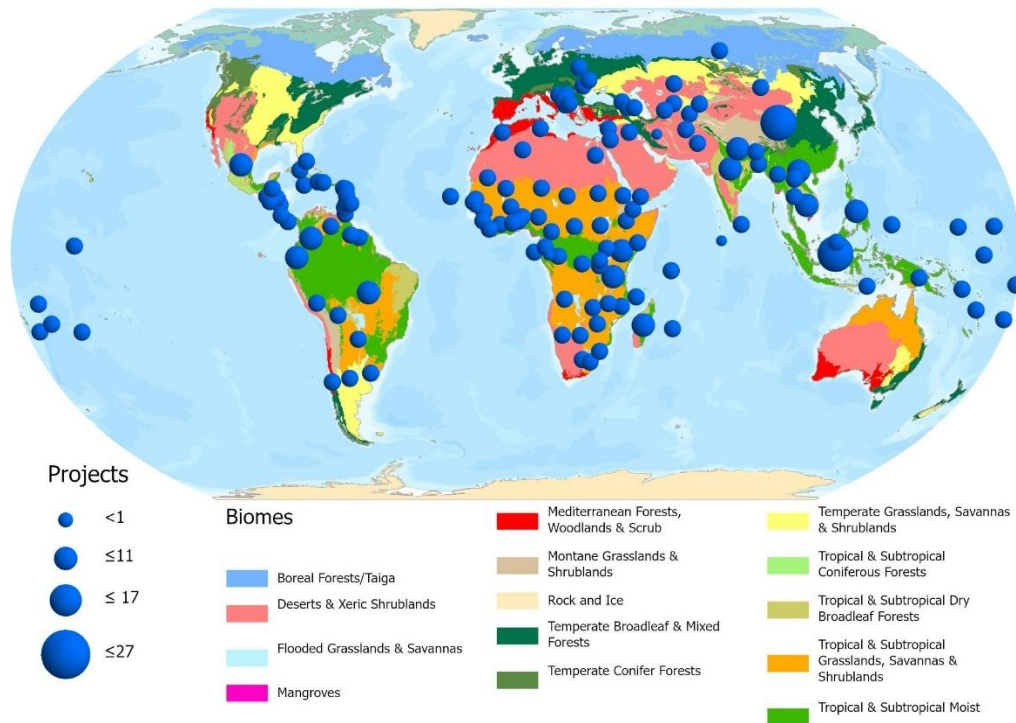 Projects
<1
≤11
≤ 17
≤27
Biomes
Boreal Forests/Taiga
Deserts & Xeric Shrublands
Flooded Grasslands & Savannas
Mangroves
Mediterranean Forests,
Woodlands & Scrub
Montane Grasslands &
Shrublands
Rock and Ice
Temperate Broadleaf & Mixed
Forests
Temperate Conifer Forests
Temperate Grasslands, Savannas
& Shrublands
Tropical & Subtropical
Coniferous Forests
Tropical & Subtropical Dry
Broadleaf Forests
Tropical & Subtropical
Grasslands, Savannas &
Shrublands
Tropical & Subtropical Moist